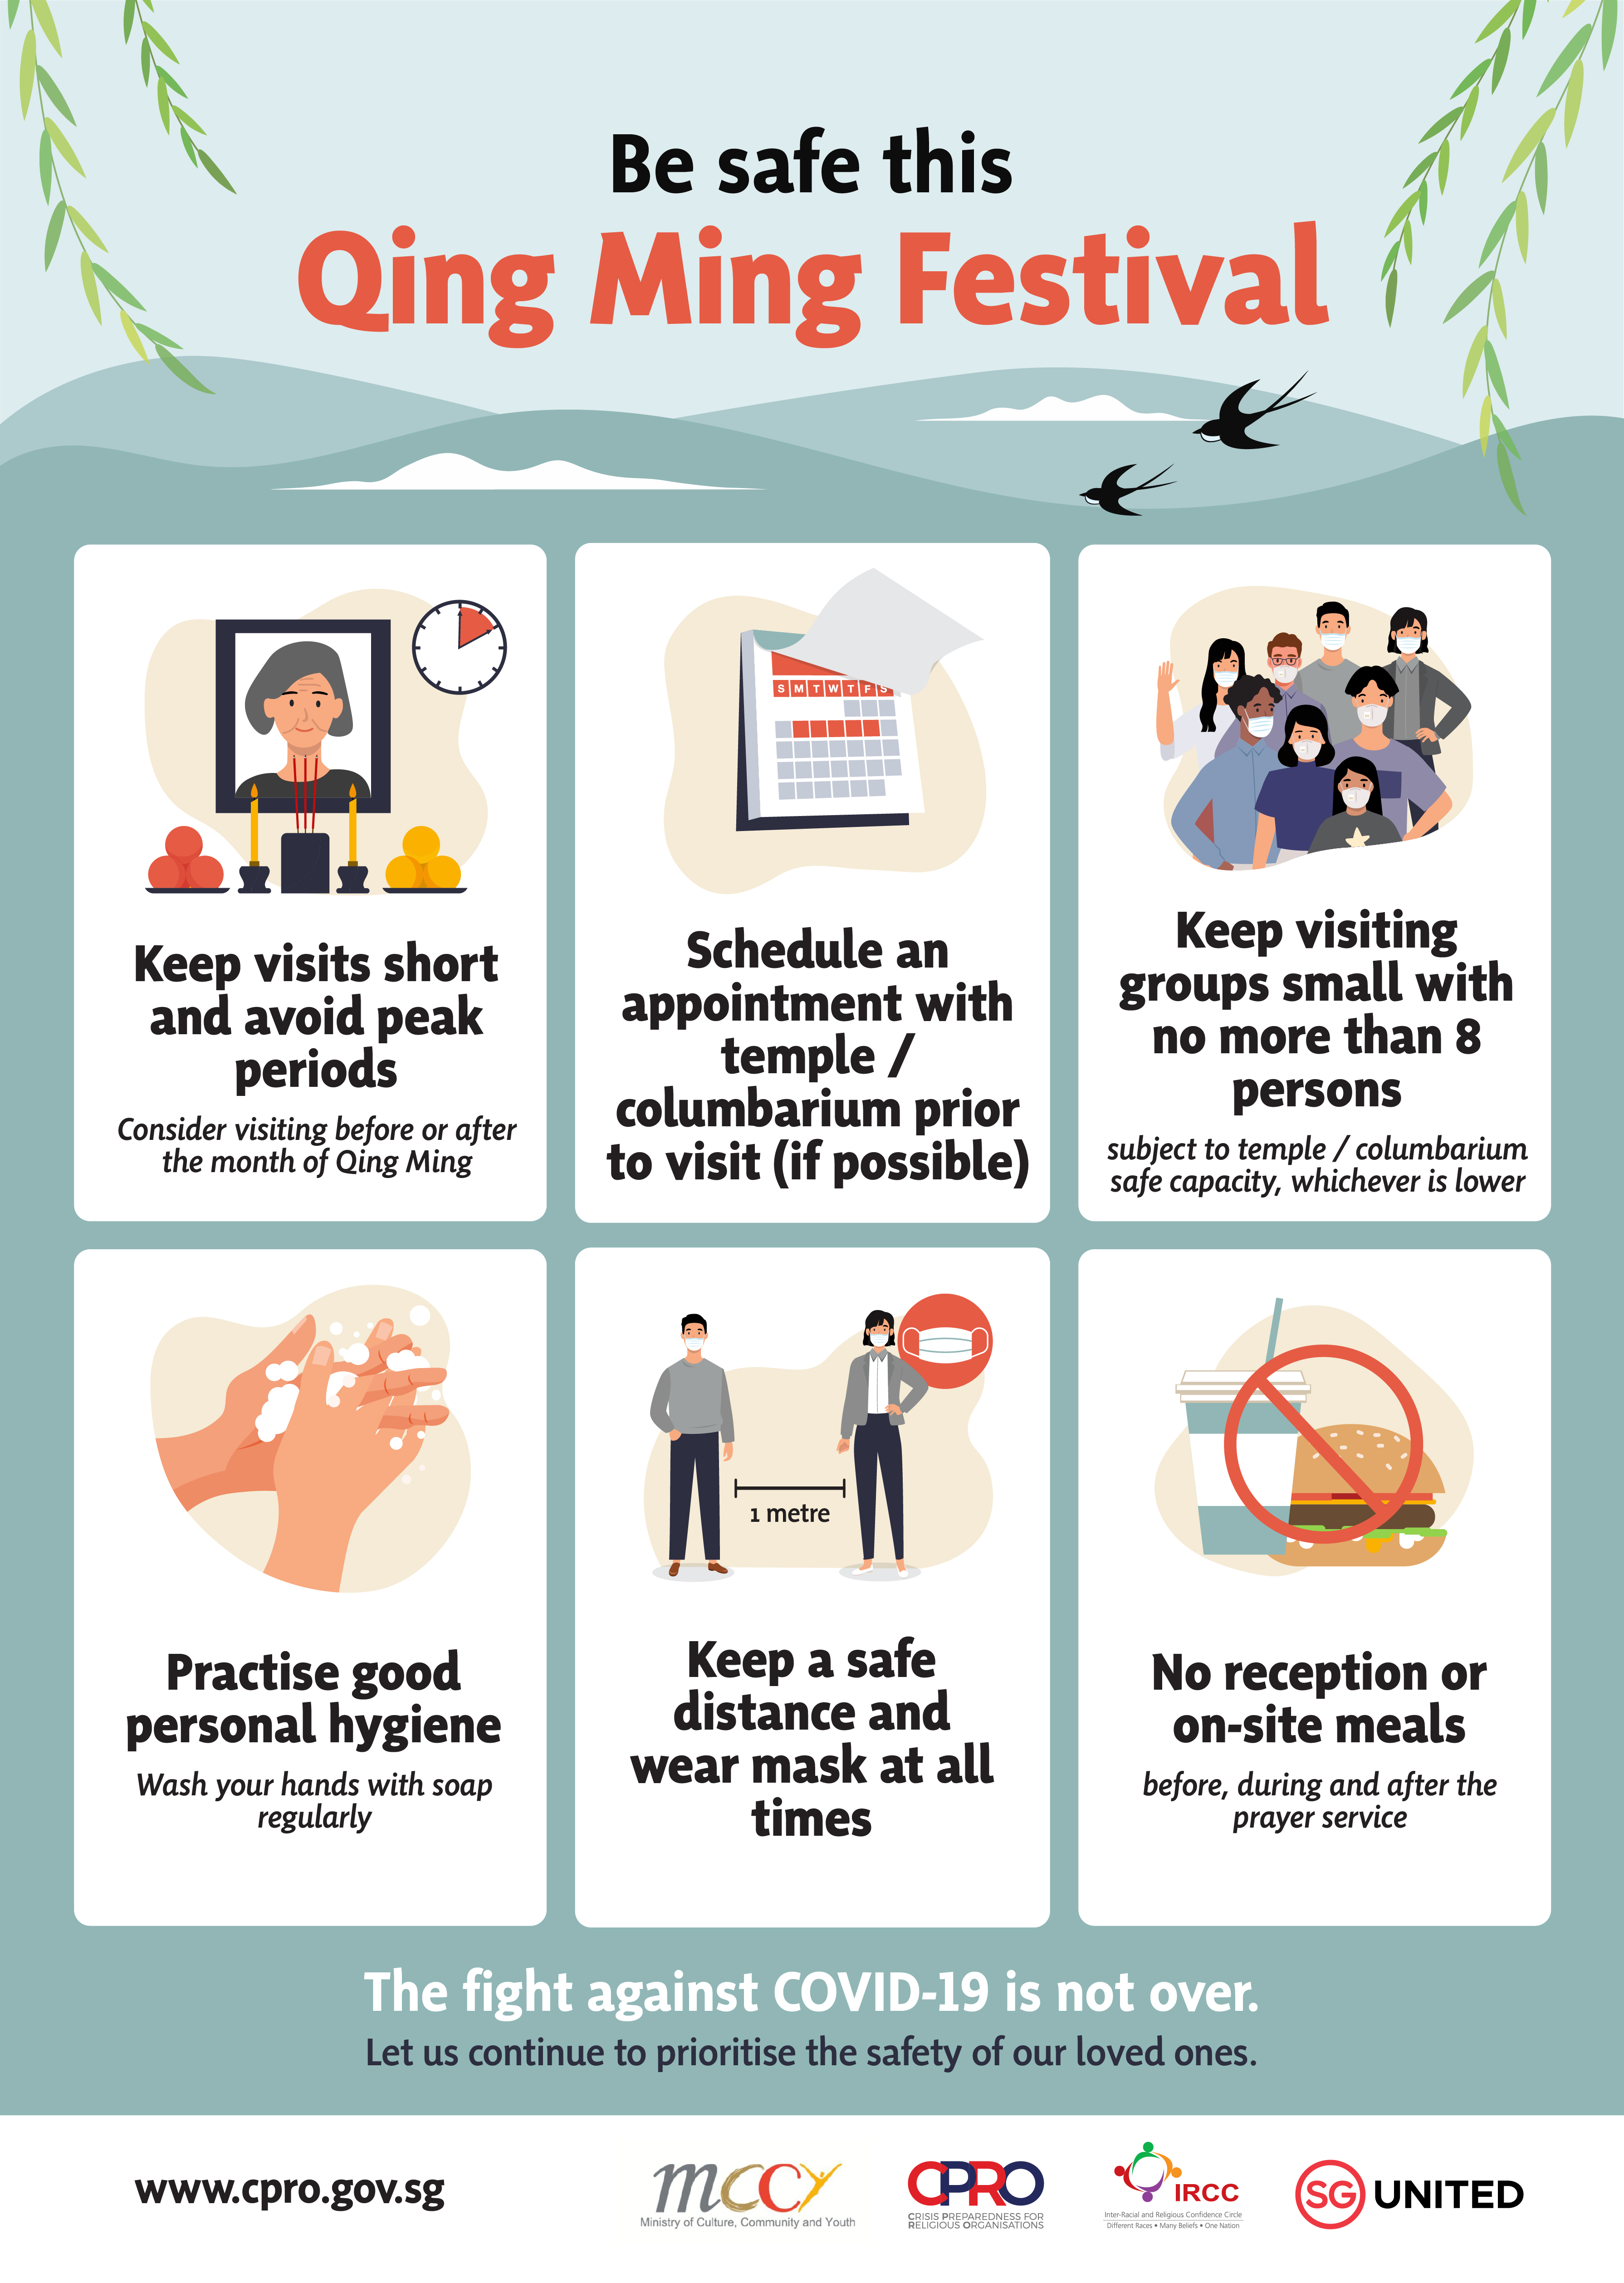 Be safe this
Qing Ming Festival
Keep visits short
and avoid peak
periods
Consider visiting before or after
the month of Qing Ming
S M T W T F S
Schedule an
appointment with
temple /
columbarium prior
to visit (if possible)
Keep visiting
groups small with
no more than 8
persons
subject to temple / columbarium
safe capacity, whichever is lower
Practise good
personal hygiene
Wash your hands with soap
regularly
1 metre
Keep a safe
distance and
wear mask at all
times
No reception or
on-site meals
before, during and after the
prayer service
The fight against COVID-19 is not over.
Let us continue to prioritise the safety of our loved ones.
www.cpro.gov.sg
mccy
Ministry of Culture, Community and Youth
CPRO
CRISIS PREPAREDNESS FOR
RELIGIOUS ORGANISATIONS
IRCC
Inter-Racial and Religious Confidence Circle
Different Races • Many Beliefs • One Nation
SG UNITED